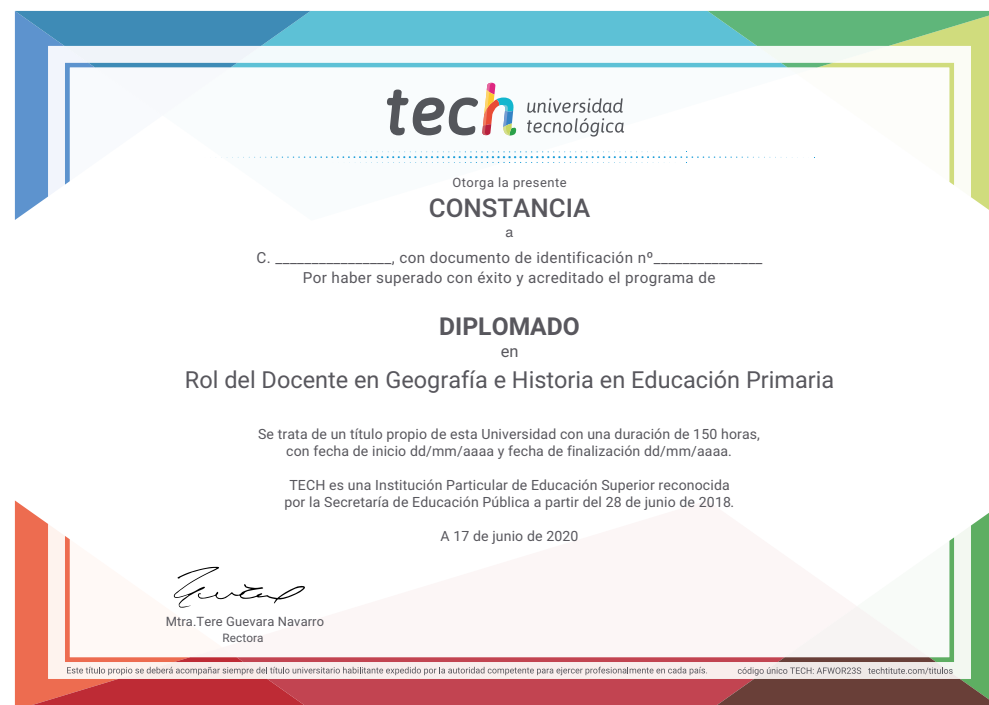 tech universidad
tecnológica
Otorga la presente
CONSTANCIA
a
C. ________________, con documento de identificación nº_______________
Por haber superado con éxito y acreditado el programa de
DIPLOMADO
en
Rol del Docente en Geografía e Historia en Educación Primaria
Se trata de un título propio de esta Universidad con una duración de 150 horas,
con fecha de inicio dd/mm/aaaa y fecha de finalización dd/mm/aaaa.
TECH es una Institución Particular de Educación Superior reconocida
por la Secretaría de Educación Pública a partir del 28 de junio de 2018.
A 17 de junio de 2020
Mtra.Tere Guevara Navarro
Rectora
Este título propio se deberá acompañar siempre del título universitario habilitante expedido por la autoridad competente para ejercer profesionalmente en cada país. código único TECH: AFWOR23S techtitute.com/titulos